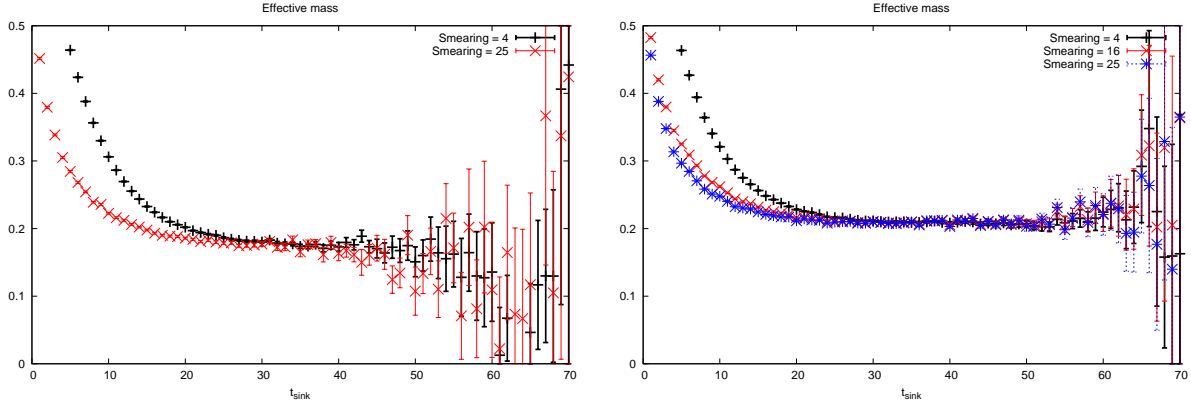 Effective mass
Smearing = 4
Smearing = 25
0.5
0.4
0.3
0.2
0.1
0
0 10 20 30 40 50 60 70
t_sink
Effective mass
Smearing = 4
Smearing = 16
Smearing = 25
0.5
0.4
0.3
0.2
0.1
0
0 10 20 30 40 50 60 70
t_sink